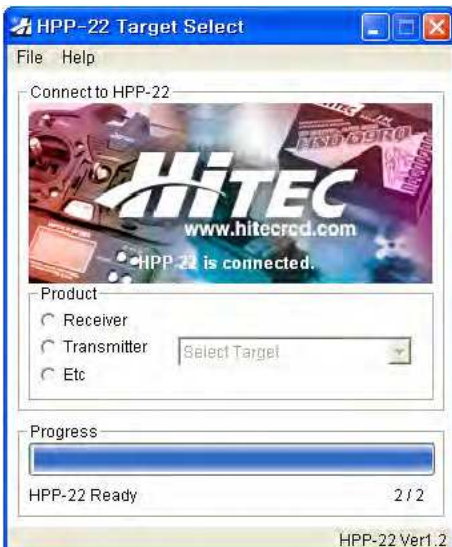 HPP-22 Target Select
File Help
Connect to HPP-22
HiTEC
www.hitecrcd.com
HPP-22 is connected.
Product
Receiver
Transmitter
Select Target
Etc
Progress
HPP-22 Ready
2 / 2
HPP-22 Ver1.2